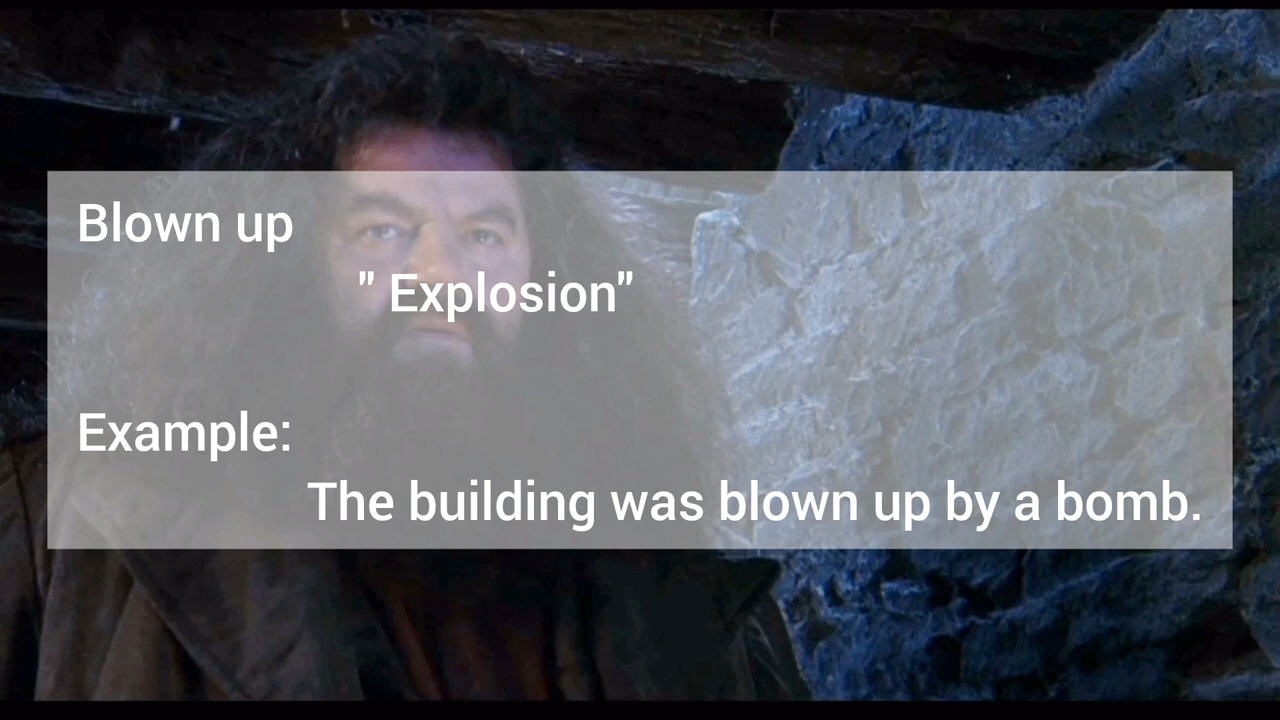 Blown up
" Explosion"
Example:
The building was blown up by a bomb.